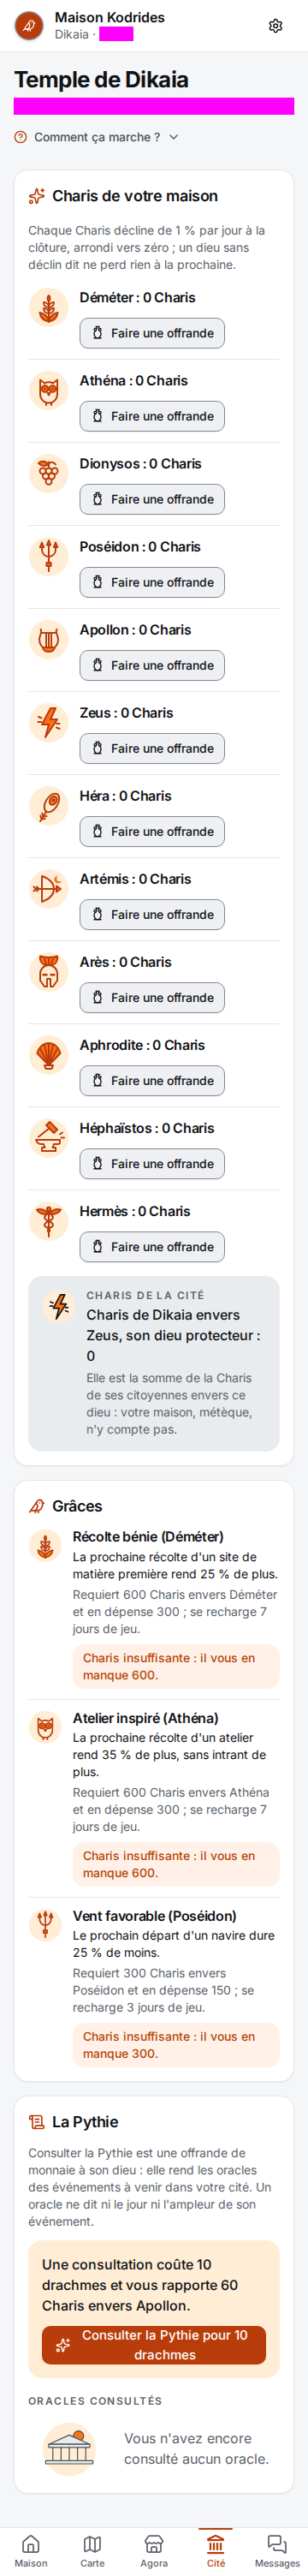 Maison Kodrides
Dikaia ·
Temple de Dikaia
Comment ça marche ?
Charis de votre maison
Chaque Charis décline de 1 % par jour à la
clôture, arrondi vers zéro ; un dieu sans
déclin dit ne perd rien à la prochaine.
Déméter : 0 Charis
Faire une offrande
Athéna : 0 Charis
Faire une offrande
Dionysos : 0 Charis
Faire une offrande
Poséidon : 0 Charis
Faire une offrande
Apollon : 0 Charis
Faire une offrande
Zeus : 0 Charis
Faire une offrande
Héra : 0 Charis
Faire une offrande
Artémis : 0 Charis
Faire une offrande
Arès : 0 Charis
Faire une offrande
Aphrodite : 0 Charis
Faire une offrande
Héphaïstos : 0 Charis
Faire une offrande
Hermès : 0 Charis
Faire une offrande
CHARIS DE LA CITÉ
Charis de Dikaia envers
Zeus, son dieu protecteur :
0
Elle est la somme de la Charis
de ses citoyennes envers ce
dieu : votre maison, métèque,
n'y compte pas.
Grâces
Récolte bénie (Déméter)
La prochaine récolte d'un site de
matière première rend 25 % de plus.
Requiert 600 Charis envers Déméter
et en dépense 300 ; se recharge 7
jours de jeu.
Charis insuffisante : il vous en
manque 600.
Atelier inspiré (Athéna)
La prochaine récolte d'un atelier
rend 35 % de plus, sans intrant de
plus.
Requiert 600 Charis envers Athéna
et en dépense 300 ; se recharge 7
jours de jeu.
Charis insuffisante : il vous en
manque 600.
Vent favorable (Poséidon)
Le prochain départ d'un navire dure
25 % de moins.
Requiert 300 Charis envers
Poséidon et en dépense 150 ; se
recharge 3 jours de jeu.
Charis insuffisante : il vous en
manque 300.
La Pythie
Consulter la Pythie est une offrande de
monnaie à son dieu : elle rend les oracles
des événements à venir dans votre cité. Un
oracle ne dit ni le jour ni l'ampleur de son
événement.
Une consultation coûte 10
drachmes et vous rapporte 60
Charis envers Apollon.
Consulter la Pythie pour 10
drachmes
ORACLES CONSULTÉS
Vous n'avez encore
consulté aucun oracle.
Maison
Carte
Agora
Cité
Messages